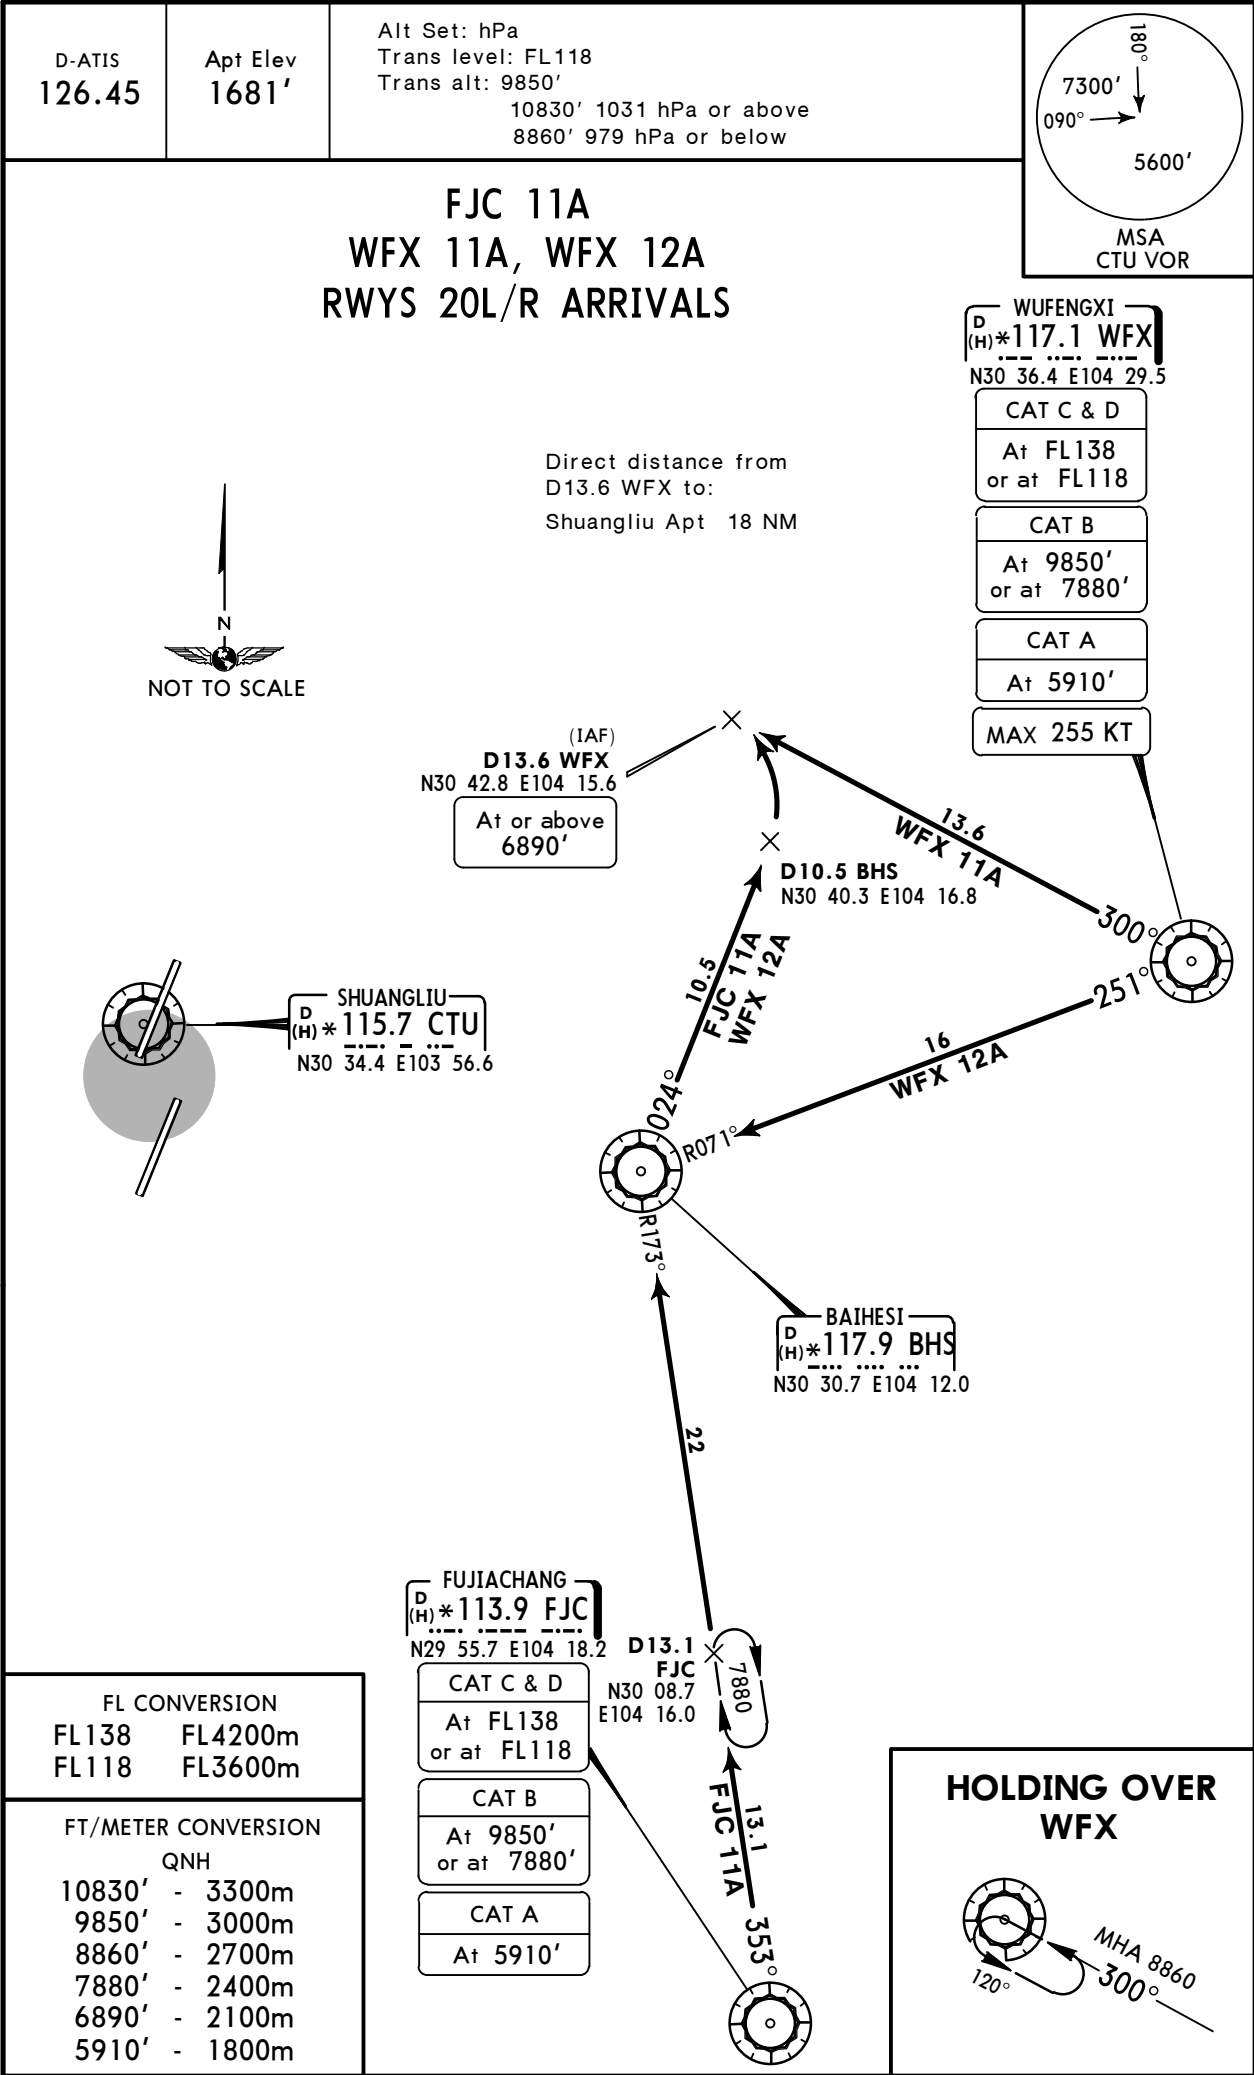 D-ATIS
126.45
Apt Elev
1681'
Alt Set: hPa
Trans level: FL118
Trans alt: 9850'
10830' 1031 hPa or above
8860' 979 hPa or below
180°
7300'
090°
5600'
MSA
CTU VOR
FJC 11A
WFX 11A, WFX 12A
RWYS 20L/R ARRIVALS
WUFENGXI
D
(H) *117.1 WFX
N30 36.4 E104 29.5
CAT C & D
At FL138
or at FL118
CAT B
At 9850'
or at 7880'
CAT A
At 5910'
MAX 255 KT
Direct distance from
D13.6 WFX to:
Shuangliu Apt 18 NM
N
NOT TO SCALE
(IAF)
D13.6 WFX
N30 42.8 E104 15.6
At or above
6890'
13.6
WFX 11A
300°
D10.5 BHS
N30 40.3 E104 16.8
10.5
FJC 11A
WFX 12A
024°
251°
16
WFX 12A
R071°
SHUANGLIU
D
(H) * 115.7 CTU
N30 34.4 E103 56.6
R173°
BAIHESI
D
(H) *117.9 BHS
N30 30.7 E104 12.0
22
FUJIACHANG
D
(H) *113.9 FJC
N29 55.7 E104 18.2
CAT C & D
At FL138
or at FL118
CAT B
At 9850'
or at 7880'
CAT A
At 5910'
D13.1
FJC
N30 08.7
E104 16.0
7880
13.1
FJC 11A
353°
FL CONVERSION
FL138 FL4200m
FL118 FL3600m
FT/METER CONVERSION
QNH
10830' - 3300m
9850' - 3000m
8860' - 2700m
7880' - 2400m
6890' - 2100m
5910' - 1800m
HOLDING OVER
WFX
MHA 8860
300°
120°